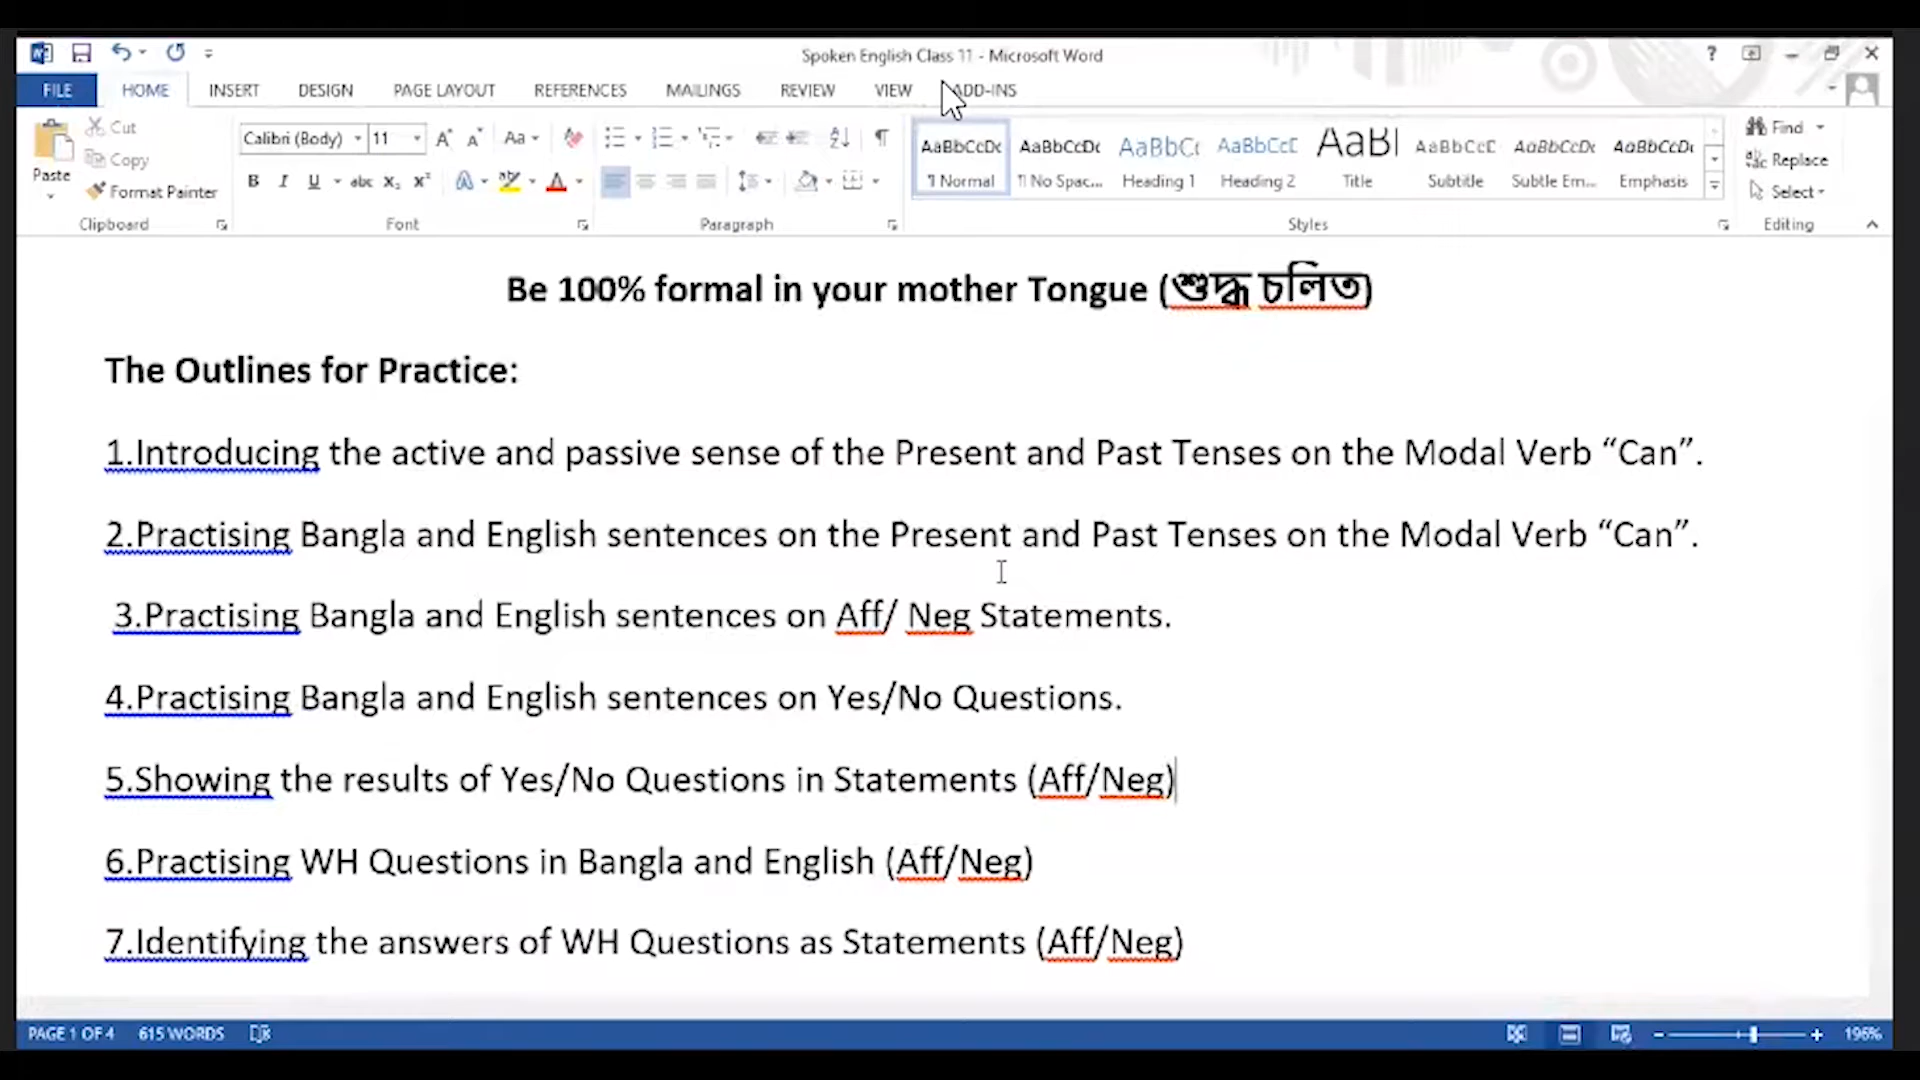 Spoken English Class 11 - Microsoft Word
FILE HOME INSERT DESIGN PAGE LAYOUT REFERENCES MAILINGS REVIEW VIEW ADD-INS
Cut
Copy
Format Painter
Paste
Clipboard
Calibri (Body) 11
Font
Paragraph
AaBbCcDc AaBbCcDc AaBbCc AaBbCcC AaBl AaBbCcC AaBbCcDc AaBbCcDc
¶ Normal ¶ No Spac... Heading 1 Heading 2 Title Subtitle Subtle Em... Emphasis
Styles
Find
Replace
Select
Editing
Be 100% formal in your mother Tongue (শুদ্ধ চলিত)
The Outlines for Practice:
1.Introducing the active and passive sense of the Present and Past Tenses on the Modal Verb “Can”.
2.Practising Bangla and English sentences on the Present and Past Tenses on the Modal Verb “Can”.
3.Practising Bangla and English sentences on Aff/ Neg Statements.
4.Practising Bangla and English sentences on Yes/No Questions.
5.Showing the results of Yes/No Questions in Statements (Aff/Neg)
6.Practising WH Questions in Bangla and English (Aff/Neg)
7.Identifying the answers of WH Questions as Statements (Aff/Neg)
PAGE 1 OF 4 615 WORDS 196%